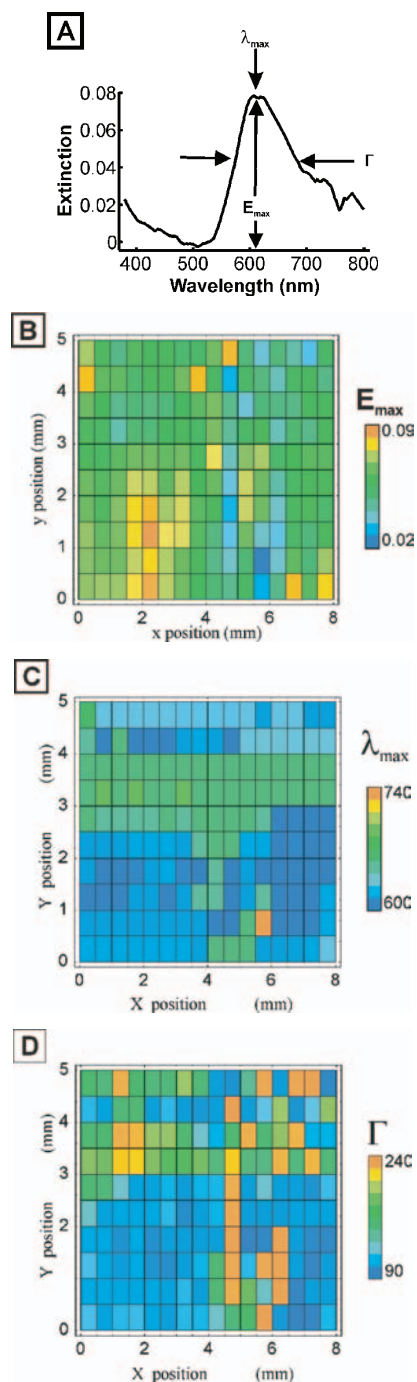 A
λmax
0.08
0.06
0.04
0.02
0
Extinction
Γ
Emax
400 500 600 700 800
Wavelength (nm)
B
5
4
3
2
1
0
y position (mm)
0 2 4 6 8
x position (mm)
Emax
0.09
0.02
C
5
4
3
2
1
0
Y position (mm)
0 2 4 6 8
X position (mm)
λmax
740
600
D
5
4
3
2
1
0
Y position (mm)
0 2 4 6 8
X position (mm)
Γ
240
90